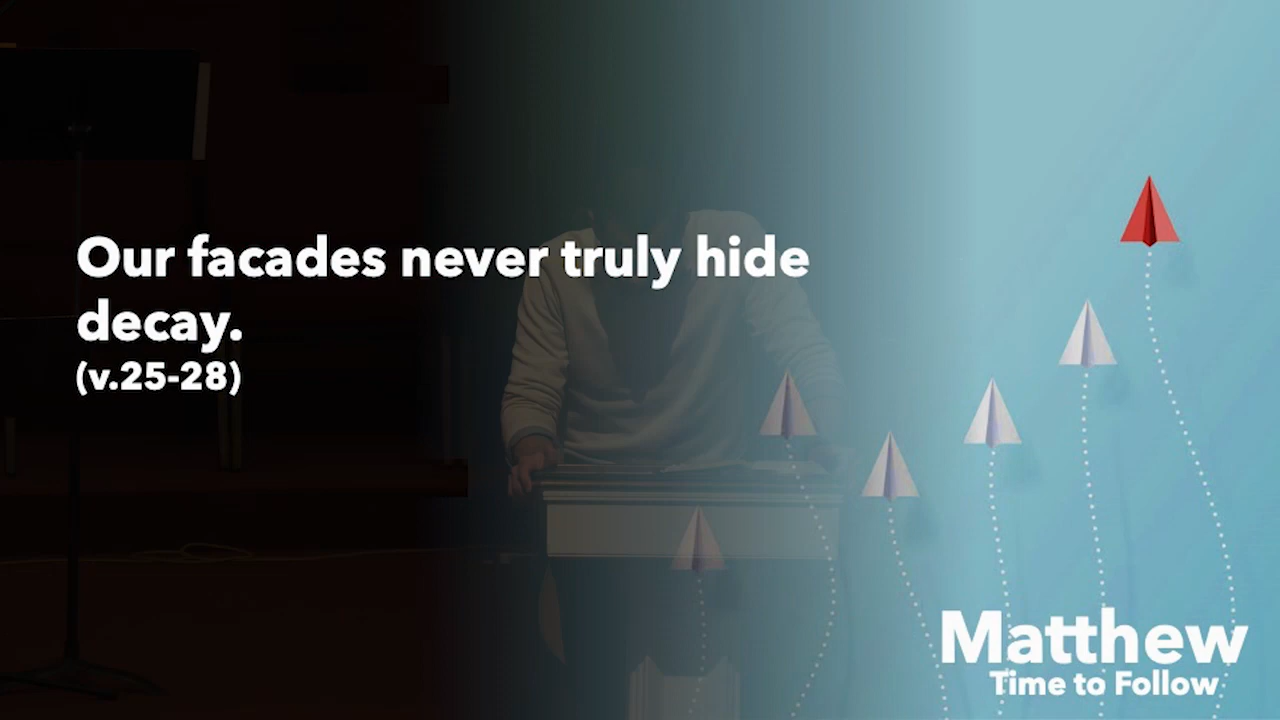 Our facades never truly hide
decay.
(v.25-28)
Matthew
Time to Follow